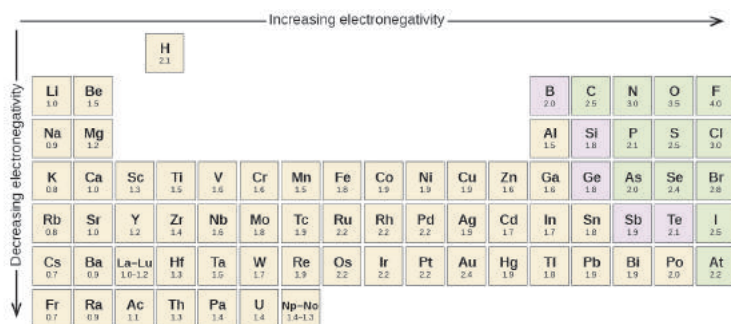 Increasing electronegativity
Decreasing electronegativity
H
2.1
Li Be B C N O F
1.0 1.5 2.0 2.5 3.0 3.5 4.0
Na Mg Al Si P S Cl
0.9 1.2 1.5 1.8 2.1 2.5 3.0
K Ca Sc Ti V Cr Mn Fe Co Ni Cu Zn Ga Ge As Se Br
0.8 1.0 1.3 1.5 1.6 1.6 1.5 1.8 1.9 1.9 1.9 1.6 1.6 1.8 2.0 2.4 2.8
Rb Sr Y Zr Nb Mo Tc Ru Rh Pd Ag Cd In Sn Sb Te I
0.8 1.0 1.2 1.4 1.6 1.8 1.9 2.2 2.2 2.2 1.9 1.7 1.7 1.8 1.9 2.1 2.5
Cs Ba La–Lu Hf Ta W Re Os Ir Pt Au Hg Tl Pb Bi Po At
0.7 0.9 1.0–1.2 1.3 1.5 1.7 1.9 2.2 2.2 2.2 2.4 1.9 1.8 1.9 1.9 2.0 2.2
Fr Ra Ac Th Pa U Np–No
0.7 0.9 1.1 1.3 1.4 1.4 1.4–1.3